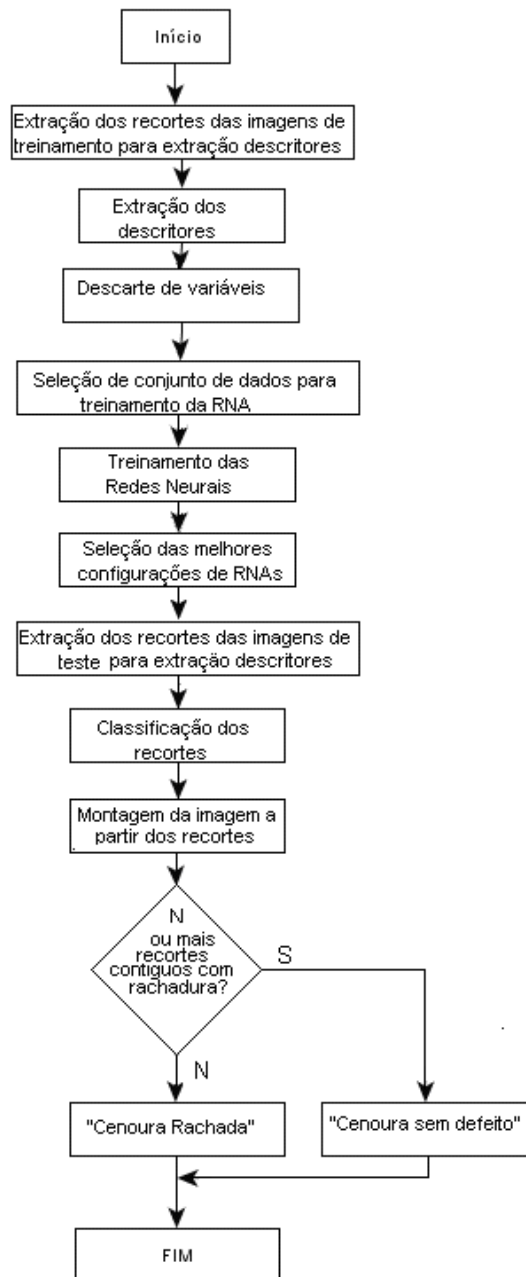 Início
Extração dos recortes das imagens de
treinamento para extração descritores
Extração dos
descritores
Descarte de variáveis
Seleção de conjunto de dados para
treinamento da RNA
Treinamento das
Redes Neurais
Seleção das melhores
configurações de RNAs
Extração dos recortes das imagens de
teste para extração descritores
Classificação dos
recortes
Montagem da imagem a
partir dos recortes
N
ou mais
recortes
contíguos com
rachadura?
S
N
"Cenoura Rachada"
"Cenoura sem defeito"
FIM